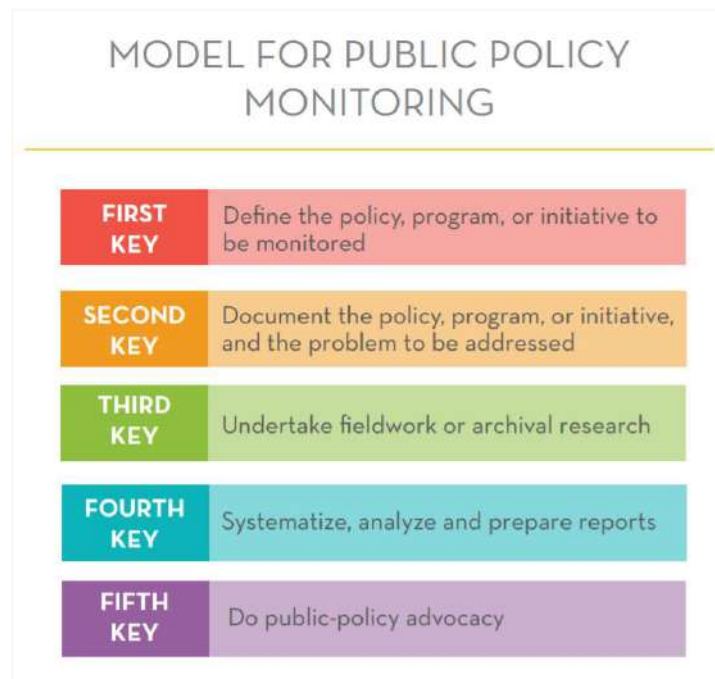 MODEL FOR PUBLIC POLICY
MONITORING
FIRST
KEY
Define the policy, program, or initiative to
be monitored
SECOND
KEY
Document the policy, program, or initiative,
and the problem to be addressed
THIRD
KEY
Undertake fieldwork or archival research
FOURTH
KEY
Systematize, analyze and prepare reports
FIFTH
KEY
Do public-policy advocacy